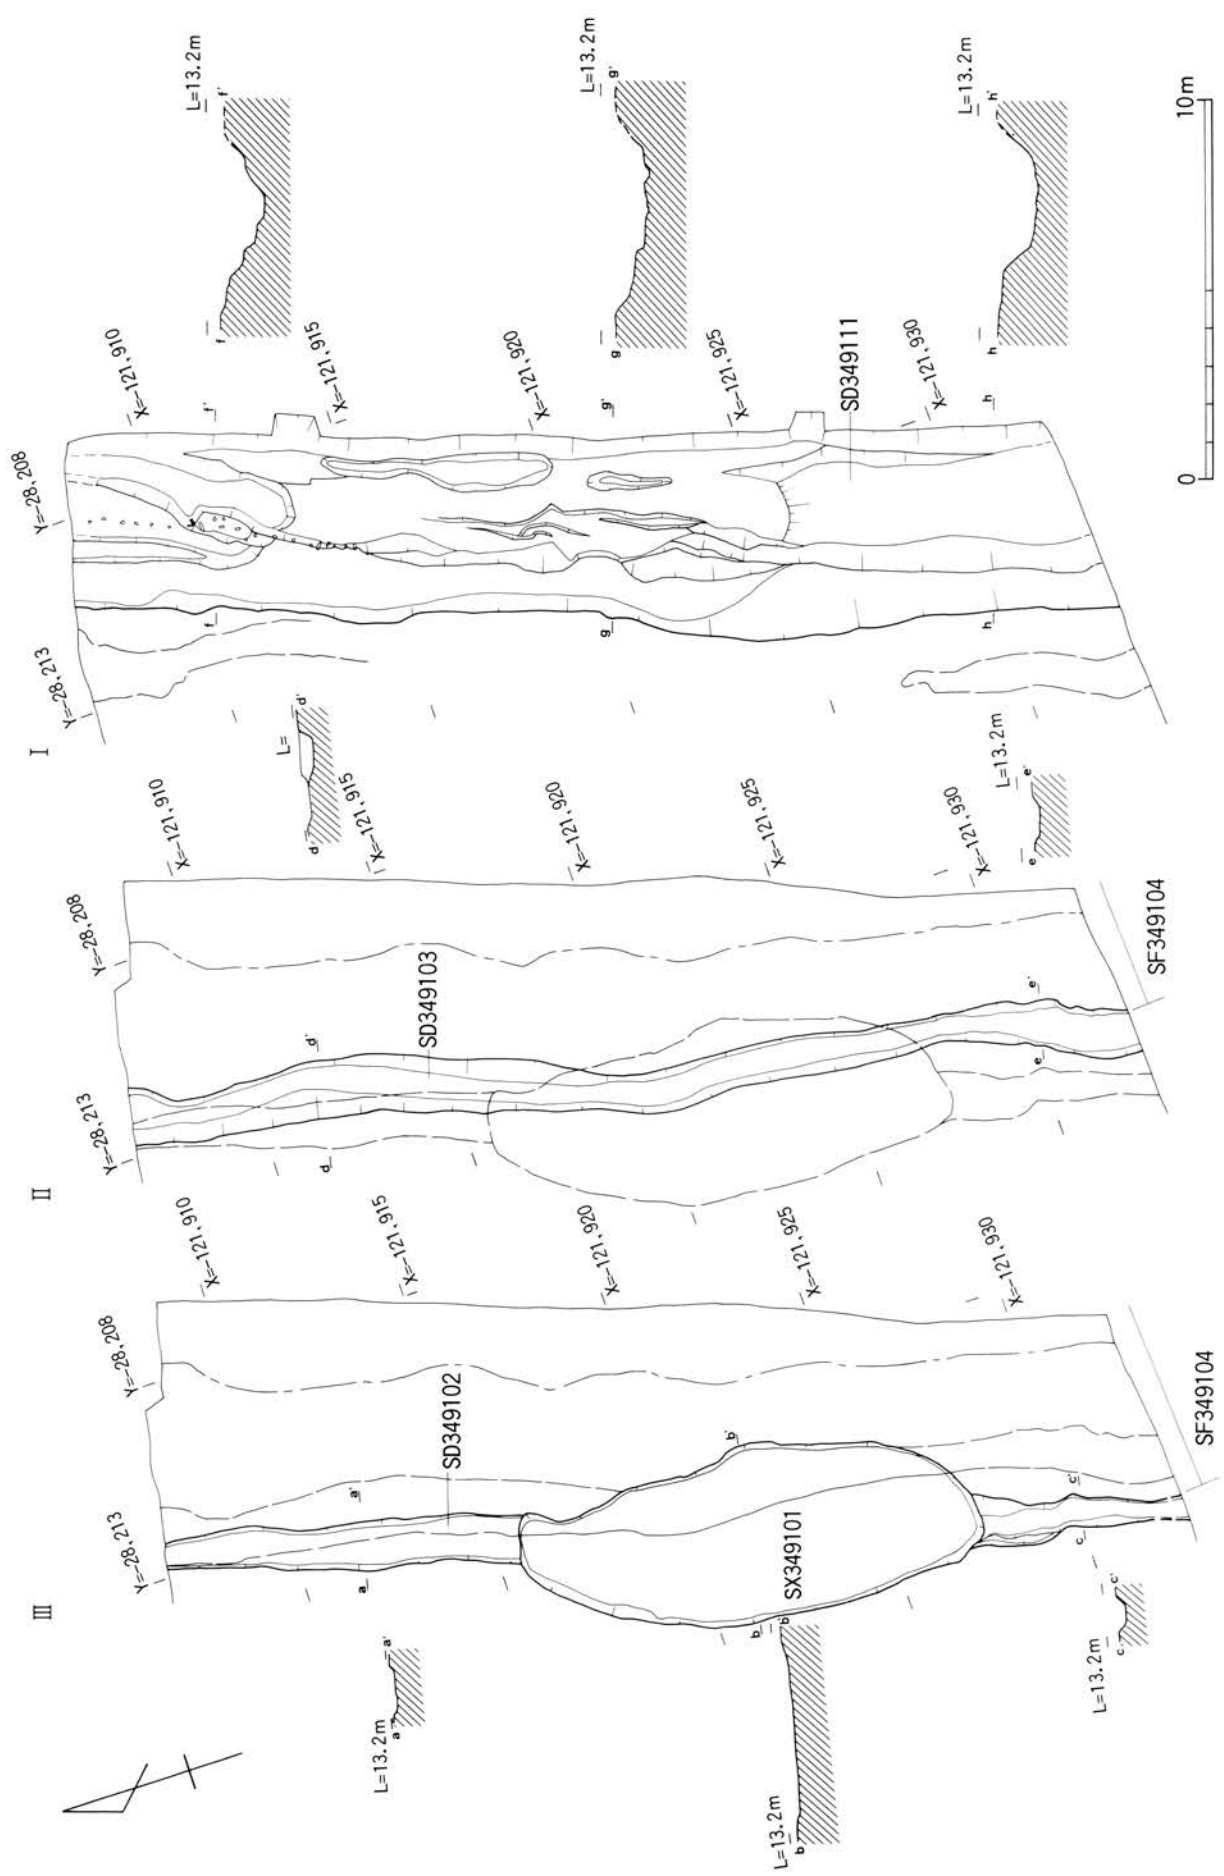 L=13.2m
f'
f
L=13.2m
g'
g
L=13.2m
h'
h
10m
0
I
Y=-28,208
Y=-28,213
X=-121,910
X=-121,915
X=-121,920
X=-121,925
X=-121,930
SD349111
f'
f
g'
g
h
h
II
L=
d'
d
Y=-28,208
Y=-28,213
X=-121,910
X=-121,915
X=-121,920
X=-121,925
X=-121,930
L=13.2m
e'
e
SD349103
d'
d
e'
e
SF349104
III
Y=-28,208
Y=-28,213
X=-121,910
X=-121,915
X=-121,920
X=-121,925
X=-121,930
SD349102
a'
a
b'
b
SX349101
c'
c
SF349104
L=13.2m
a'
a
L=13.2m
b'
b
L=13.2m
c'
c